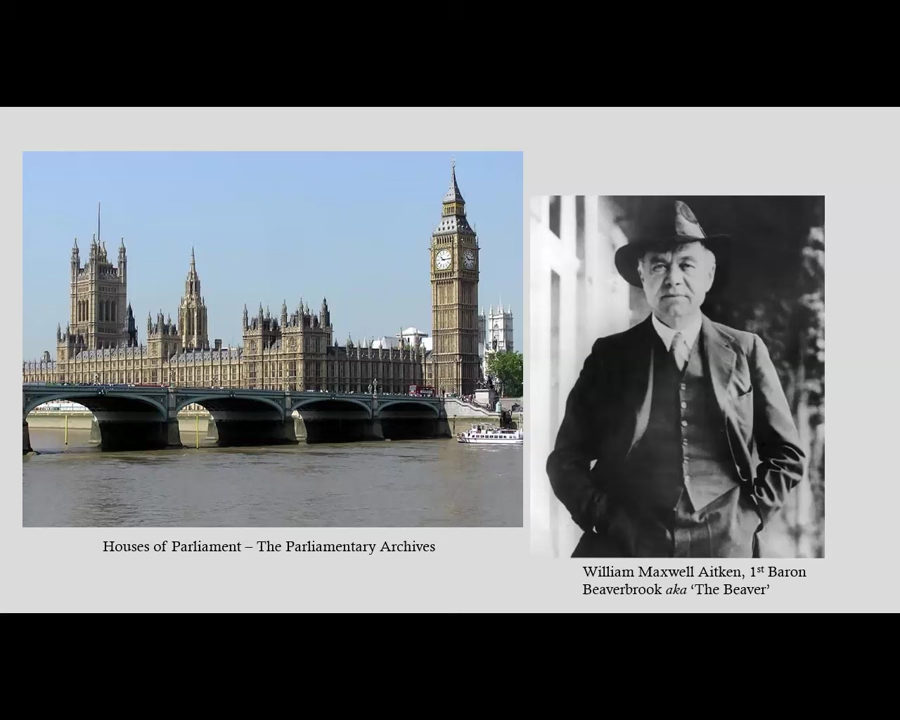 Houses of Parliament – The Parliamentary Archives
William Maxwell Aitken, 1st Baron
Beaverbrook aka ‘The Beaver’